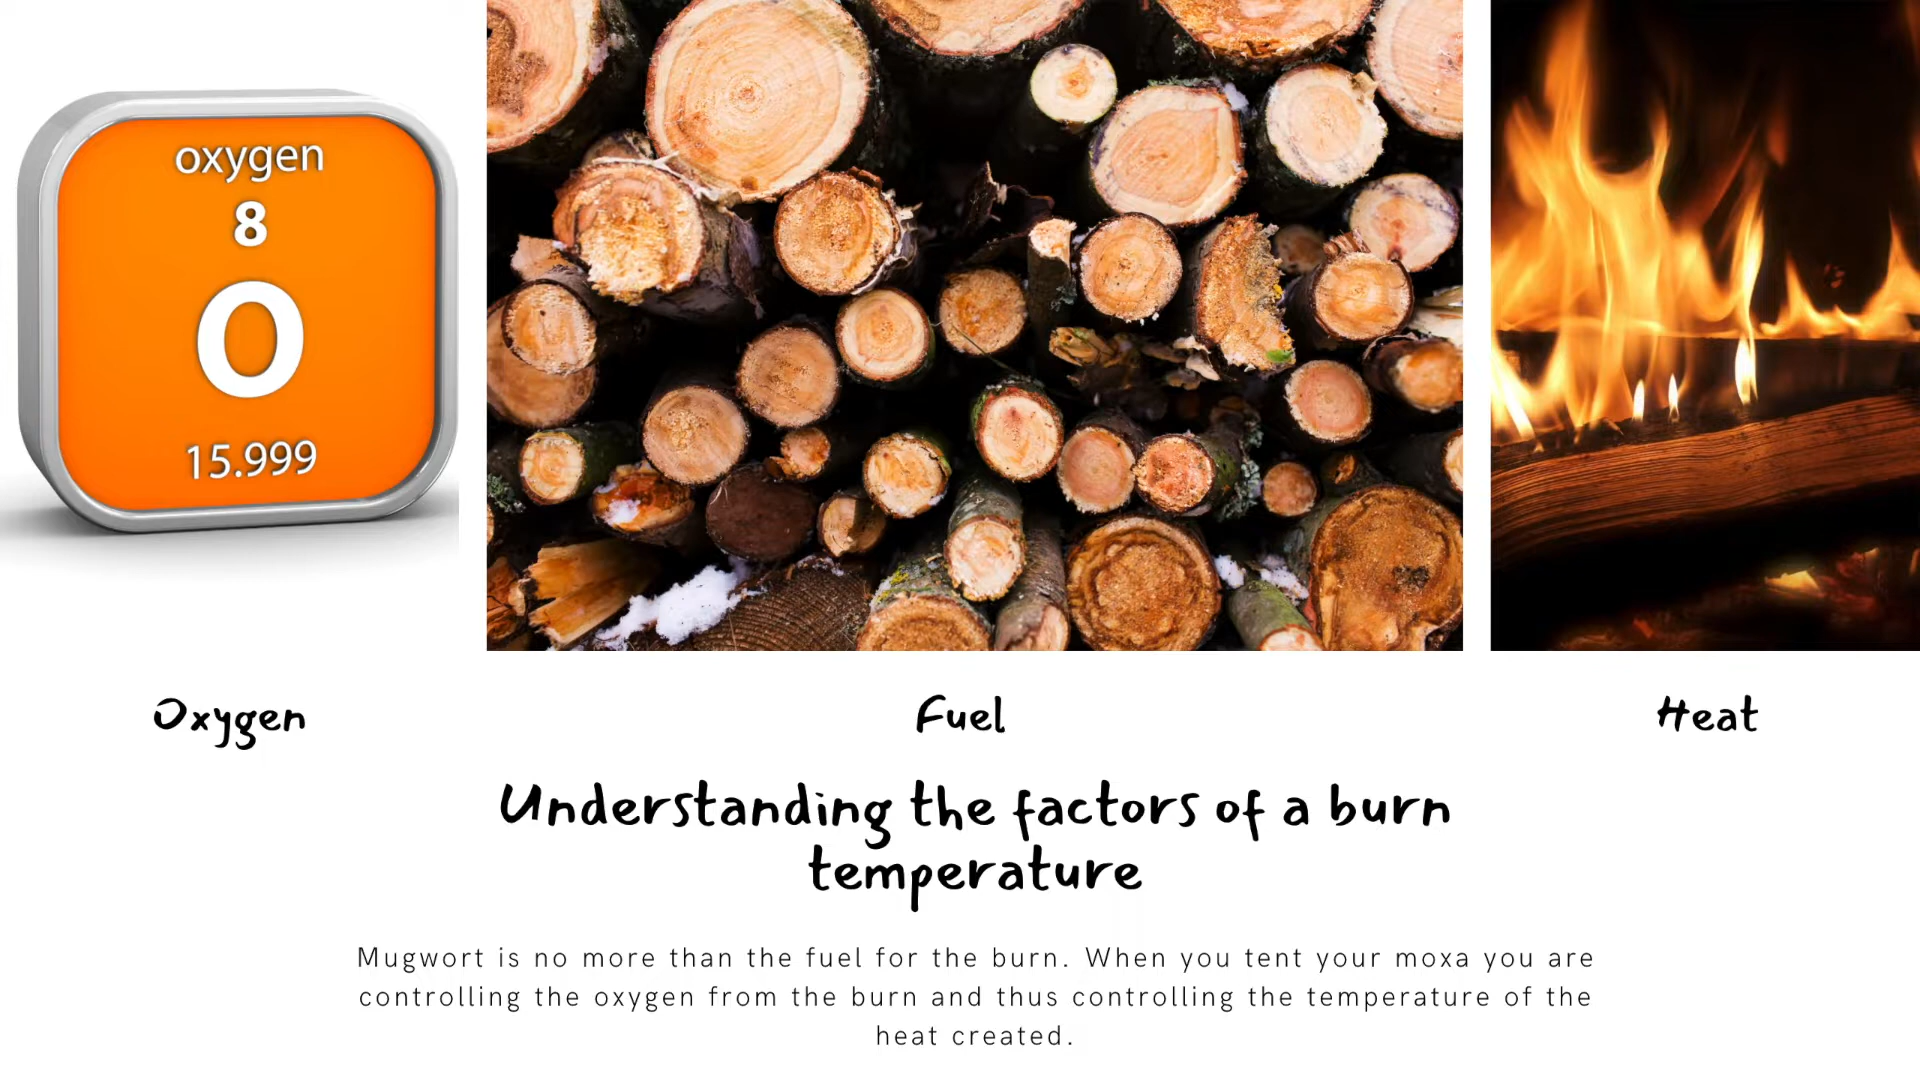 oxygen
8
O
15.999
Oxygen
Fuel
Heat
Understanding the factors of a burn
temperature
Mugwort is no more than the fuel for the burn. When you tent your moxa you are
controlling the oxygen from the burn and thus controlling the temperature of the
heat created.